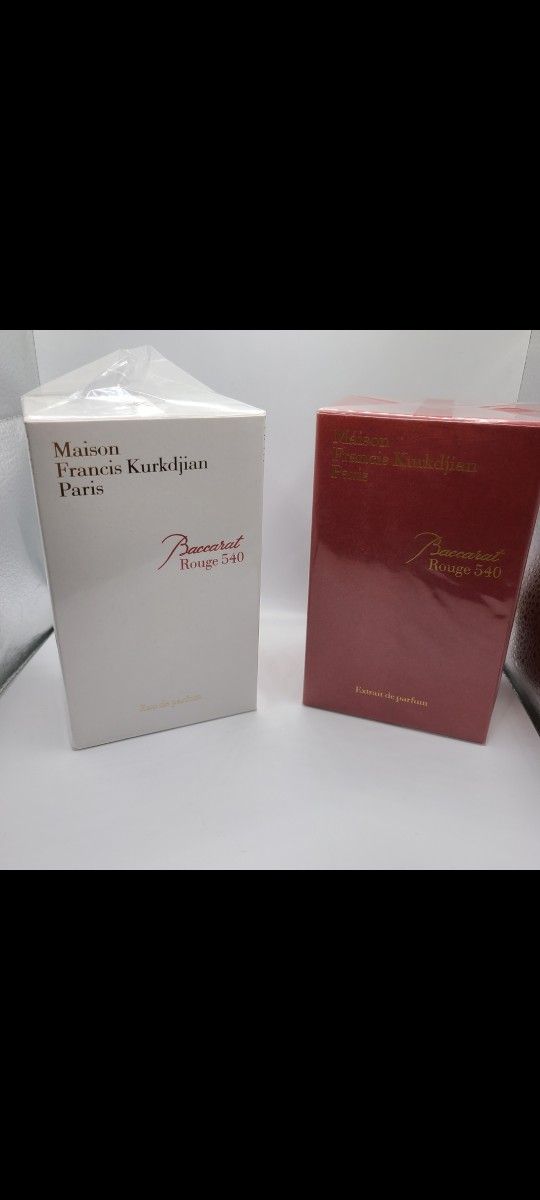 Maison
Francis Kurkdjian
Paris
Baccarat
Rouge 540
Eau de parfum
Maison
Francis Kurkdjian
Paris
Baccarat
Rouge 540
Extrait de parfum